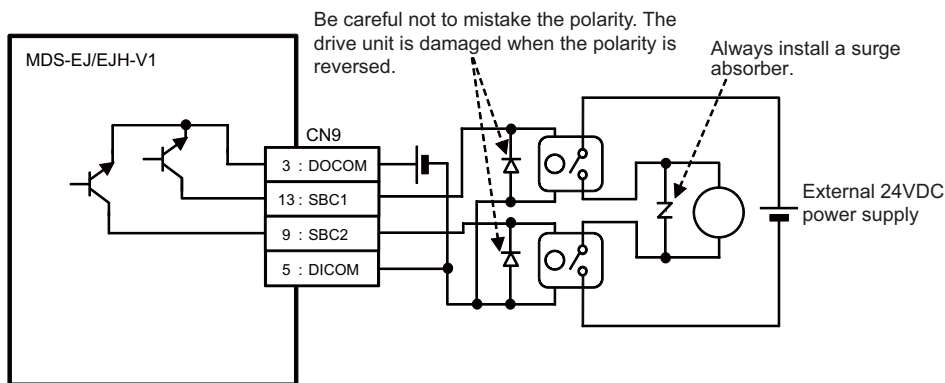 Be careful not to mistake the polarity. The
drive unit is damaged when the polarity is
reversed.
Always install a surge
absorber.
MDS-EJ/EJH-V1
CN9
3 : DOCOM
13 : SBC1
9 : SBC2
5 : DICOM
External 24VDC
power supply